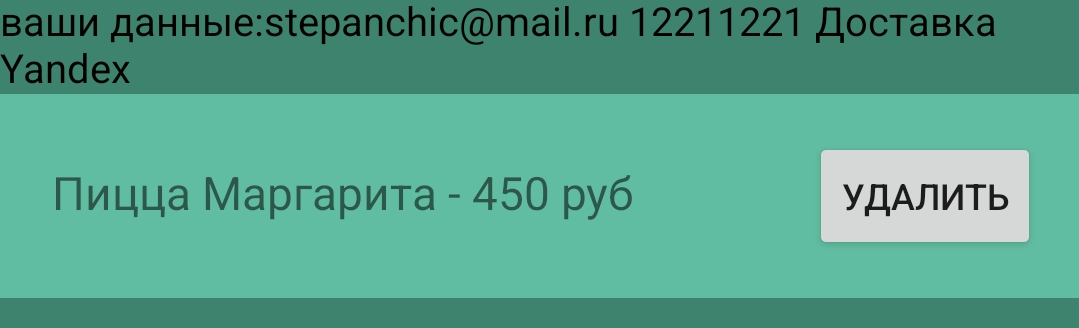 ваши данные:stepanchic@mail.ru 12211221 Доставка
Yandex
Пицца Маргарита - 450 руб
УДАЛИТЬ